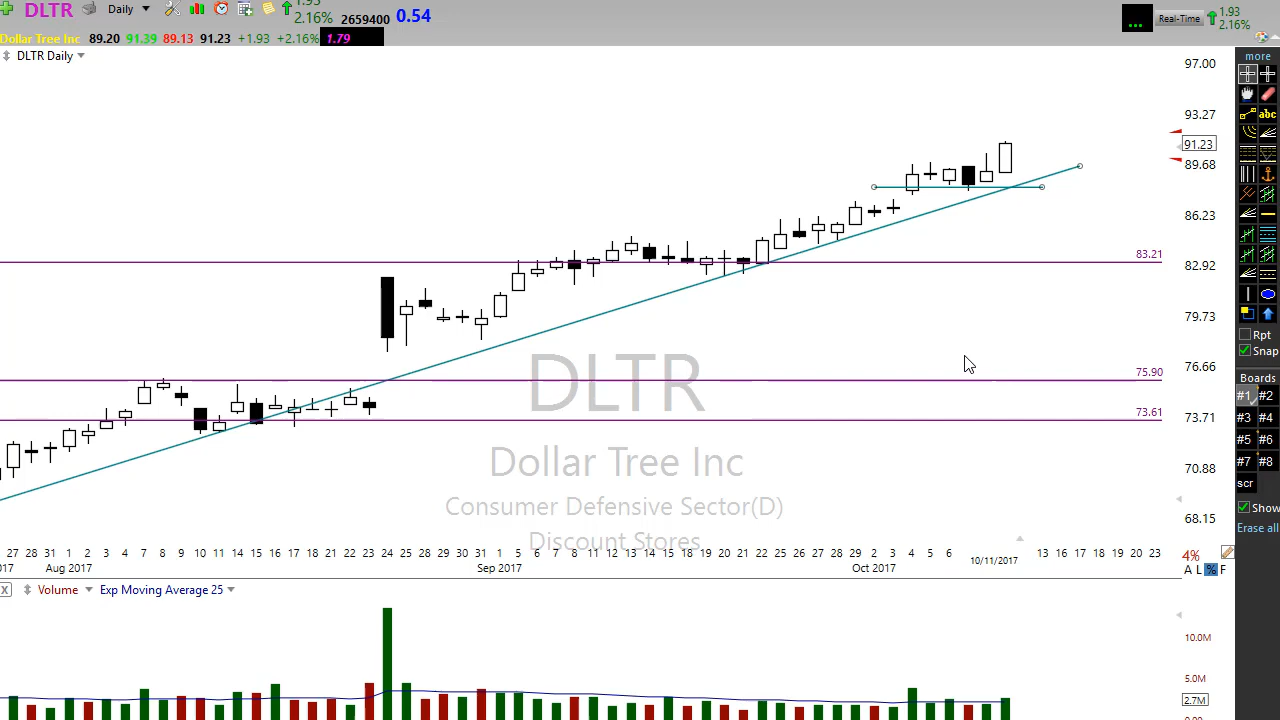 DLTR Daily 1.93 2.16% 2659400 0.54 ... Real-Time 1.93 2.16%
Dollar Tree Inc 89.20 91.39 89.13 91.23 +1.93 +2.16% 1.79
DLTR Daily
more
97.00
93.27
91.23
89.68
86.23
82.92
79.73
76.66
73.71
70.88
68.15
83.21
75.90
73.61
DLTR
Dollar Tree Inc
Consumer Defensive Sector(D)
Discount Stores
abc
Rpt
Snap
Boards
#1 #2
#3 #4
#5 #6
#7 #8
scr
Show
Erase all
27 28 31 1 2 3 4 7 8 9 10 11 14 15 16 17 18 21 22 23 24 25 28 29 30 31 1 5 6 7 8 11 12 13 14 15 18 19 20 21 22 25 26 27 28 29 2 3 4 5 6 10/11/2017 13 16 17 18 19 20 23
2017 Aug 2017 Sep 2017 Oct 2017
4%
A L % F
X Volume Exp Moving Average 25
10.0M
5.0M
2.7M
0.00